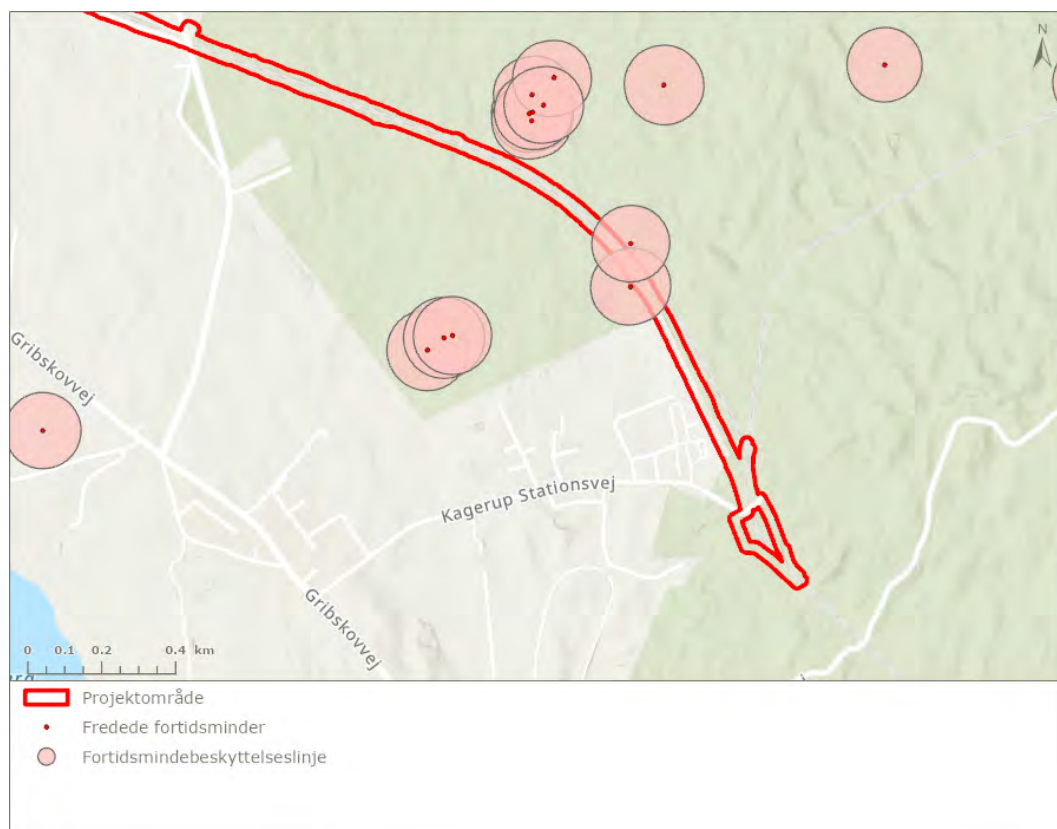 N
Gribskovvej
Kagerup Stationsvej
Gribskovvej
0 0.1 0.2 0.4 km
Projektområde
Fredede fortidsminder
Fortidsmindebeskyttelseslinje